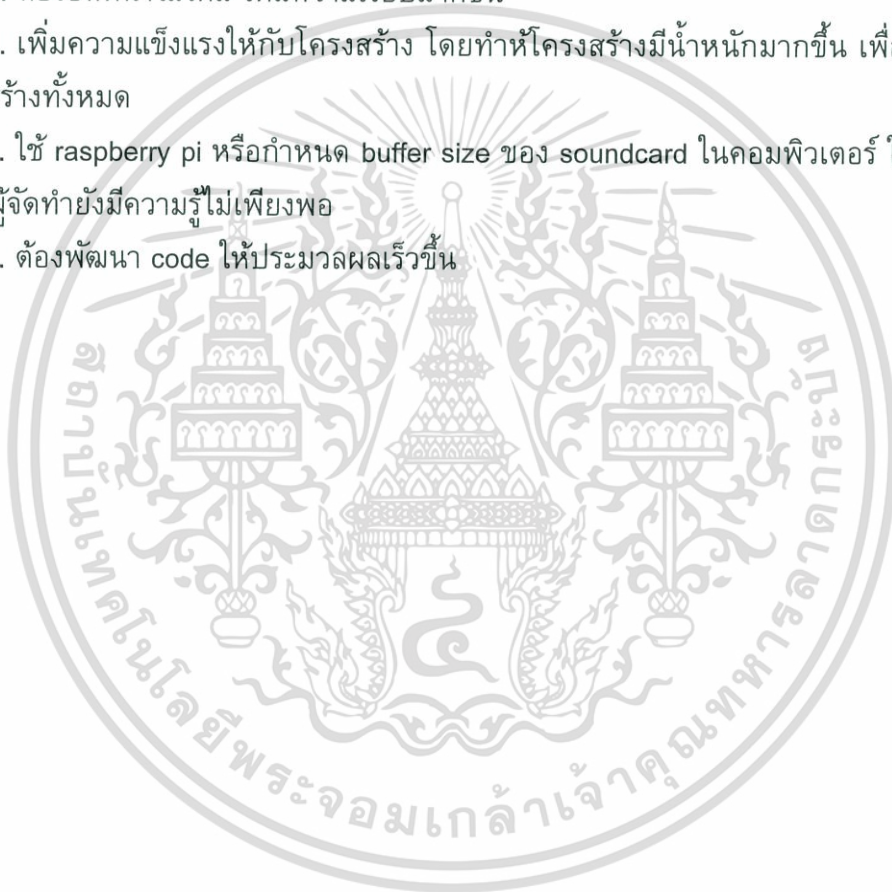 . เพิ่มความแข็งแรงให้กับโครงสร้าง โดยทำหโครงสร้างมีน้ำหนักมากขึ้น
ร้างทั้งหมด
. ใช้ raspberry pi หรือกำหนด buffer size ของ soundcard ในคอมพิวเตอร์
ผู้จัดทำยังมีความรู้ไม่เพียงพอ
. ต้องพัฒนา code ให้ประมวลผลเร็วขึ้น
สถาบันเทคโนโลยีพระจอมเกล้าเจ้าคุณทหารลาดกระบัง